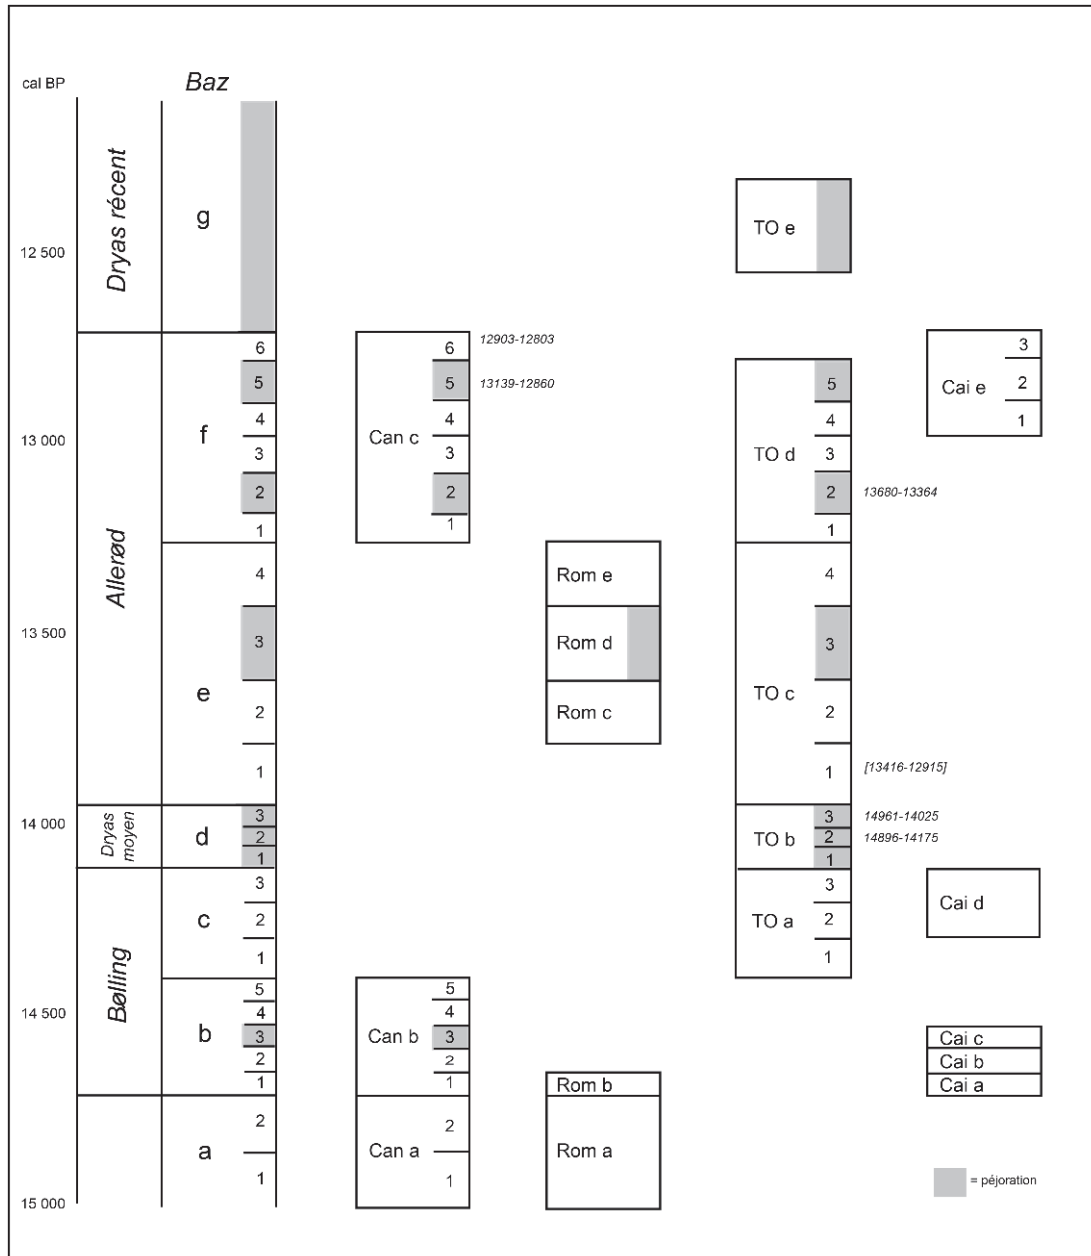 cal BP
Baz
12 500
13 000
13 500
14 000
14 500
15 000
Dryas récent
Allerød
Dryas
moyen
Bølling
g
f
6
5
4
3
2
1
e
4
3
2
1
d
3
2
1
c
3
2
1
b
5
4
3
2
1
a
2
1
Can c
6
5
4
3
2
1
12903-12803
13139-12860
Can b
5
4
3
2
1
Can a
2
1
Rom e
Rom d
Rom c
Rom b
Rom a
TO e
TO d
5
4
3
2
1
13680-13364
TO c
4
3
2
1
[13416-12915]
TO b
3
2
1
14961-14025
14896-14175
TO a
3
2
1
Cai e
3
2
1
Cai d
Cai c
Cai b
Cai a
= péjoration